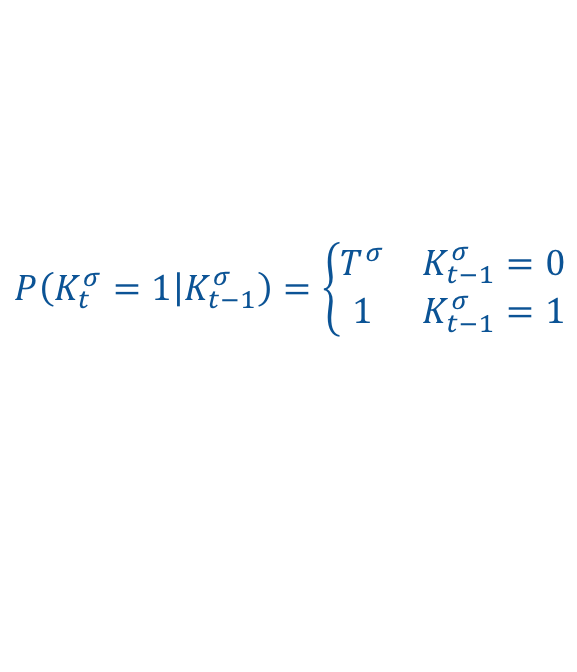 P(K_t^σ = 1|K_{t−1}^σ) = { T^σ   K_{t−1}^σ = 0
1   K_{t−1}^σ = 1